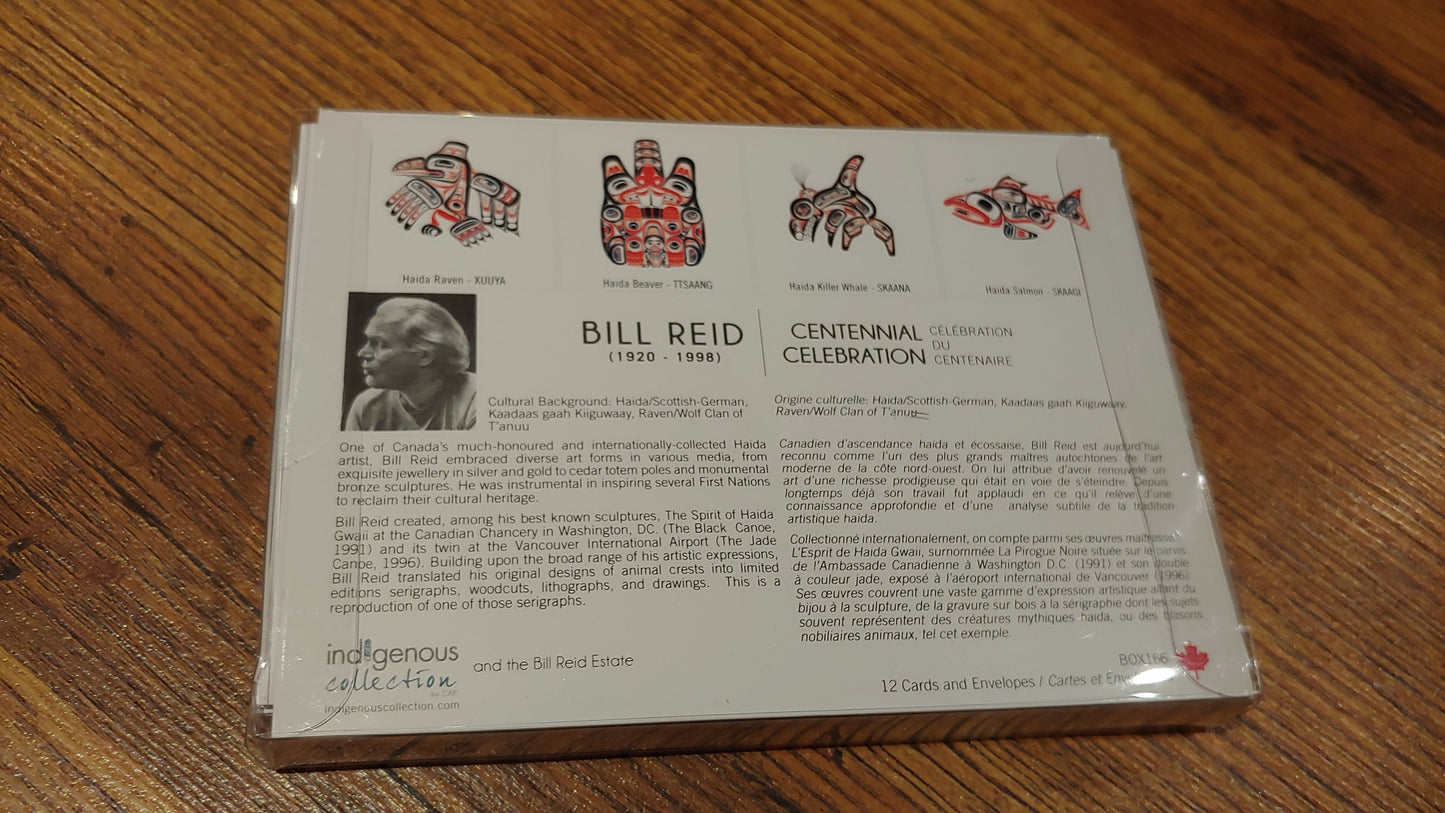 Haida Raven - XUUYA
Haida Beaver - TTSAANG
Haida Killer Whale - SKAANA
Haida Salmon - SKAAGI
BILL REID
(1920 - 1998)
CENTENNIAL
CELEBRATION
CÉLÉBRATION
DU
CENTENAIRE
Cultural Background: Haida/Scottish-German,
Kaadaas gaah Kiiguwaay, Raven/Wolf Clan of
T'anuu
One of Canada's much-honoured and internationally-collected Haida
artist, Bill Reid embraced diverse art forms in various media, from
exquisite jewellery in silver and gold to cedar totem poles and monumental
bronze sculptures. He was instrumental in inspiring several First Nations
to reclaim their cultural heritage.
Bill Reid created, among his best known sculptures, The Spirit of Haida
Gwaii at the Canadian Chancery in Washington, DC. (The Black Canoe,
1991) and its twin at the Vancouver International Airport (The Jade
Canoe, 1996). Building upon the broad range of his artistic expressions,
Bill Reid translated his original designs of animal crests into limited
editions serigraphs, woodcuts, lithographs, and drawings. This is a
reproduction of one of those serigraphs.
Origine culturelle: Haida/Scottish-German, Kaadaas gaah Kiiguwaay,
Raven/Wolf Clan of T'anuu
Canadien d'ascendance haida et écossaise, Bill Reid est aujourd'hui
reconnu comme l'un des plus grands maîtres autochtones de l'art
moderne de la côte nord-ouest. On lui attribue d'avoir renouvelé un
art d'une richesse prodigieuse qui était en voie de s'éteindre. Depuis
longtemps déjà son travail fut applaudi en ce qu'il relève d'une
connaissance approfondie et d'une analyse subtile de la tradition
artistique haida.
Collectionné internationalement, on compte parmi ses œuvres maîtresses
L'Esprit de Haida Gwaii, surnommée La Pirogue Noire située sur le parvis
de l'Ambassade Canadienne à Washington D.C. (1991) et son double
à couleur jade, exposé à l'aéroport international de Vancouver (1996).
Ses œuvres couvrent une vaste gamme d'expression artistique allant du
bijou à la sculpture, de la gravure sur bois à la sérigraphie dont les sujets
souvent représentent des créatures mythiques haida, ou des blasons
nobiliaires animaux, tel cet exemple.
indigenous
collection
by CAP
indigenouscollection.com
and the Bill Reid Estate
BOX166
12 Cards and Envelopes / Cartes et